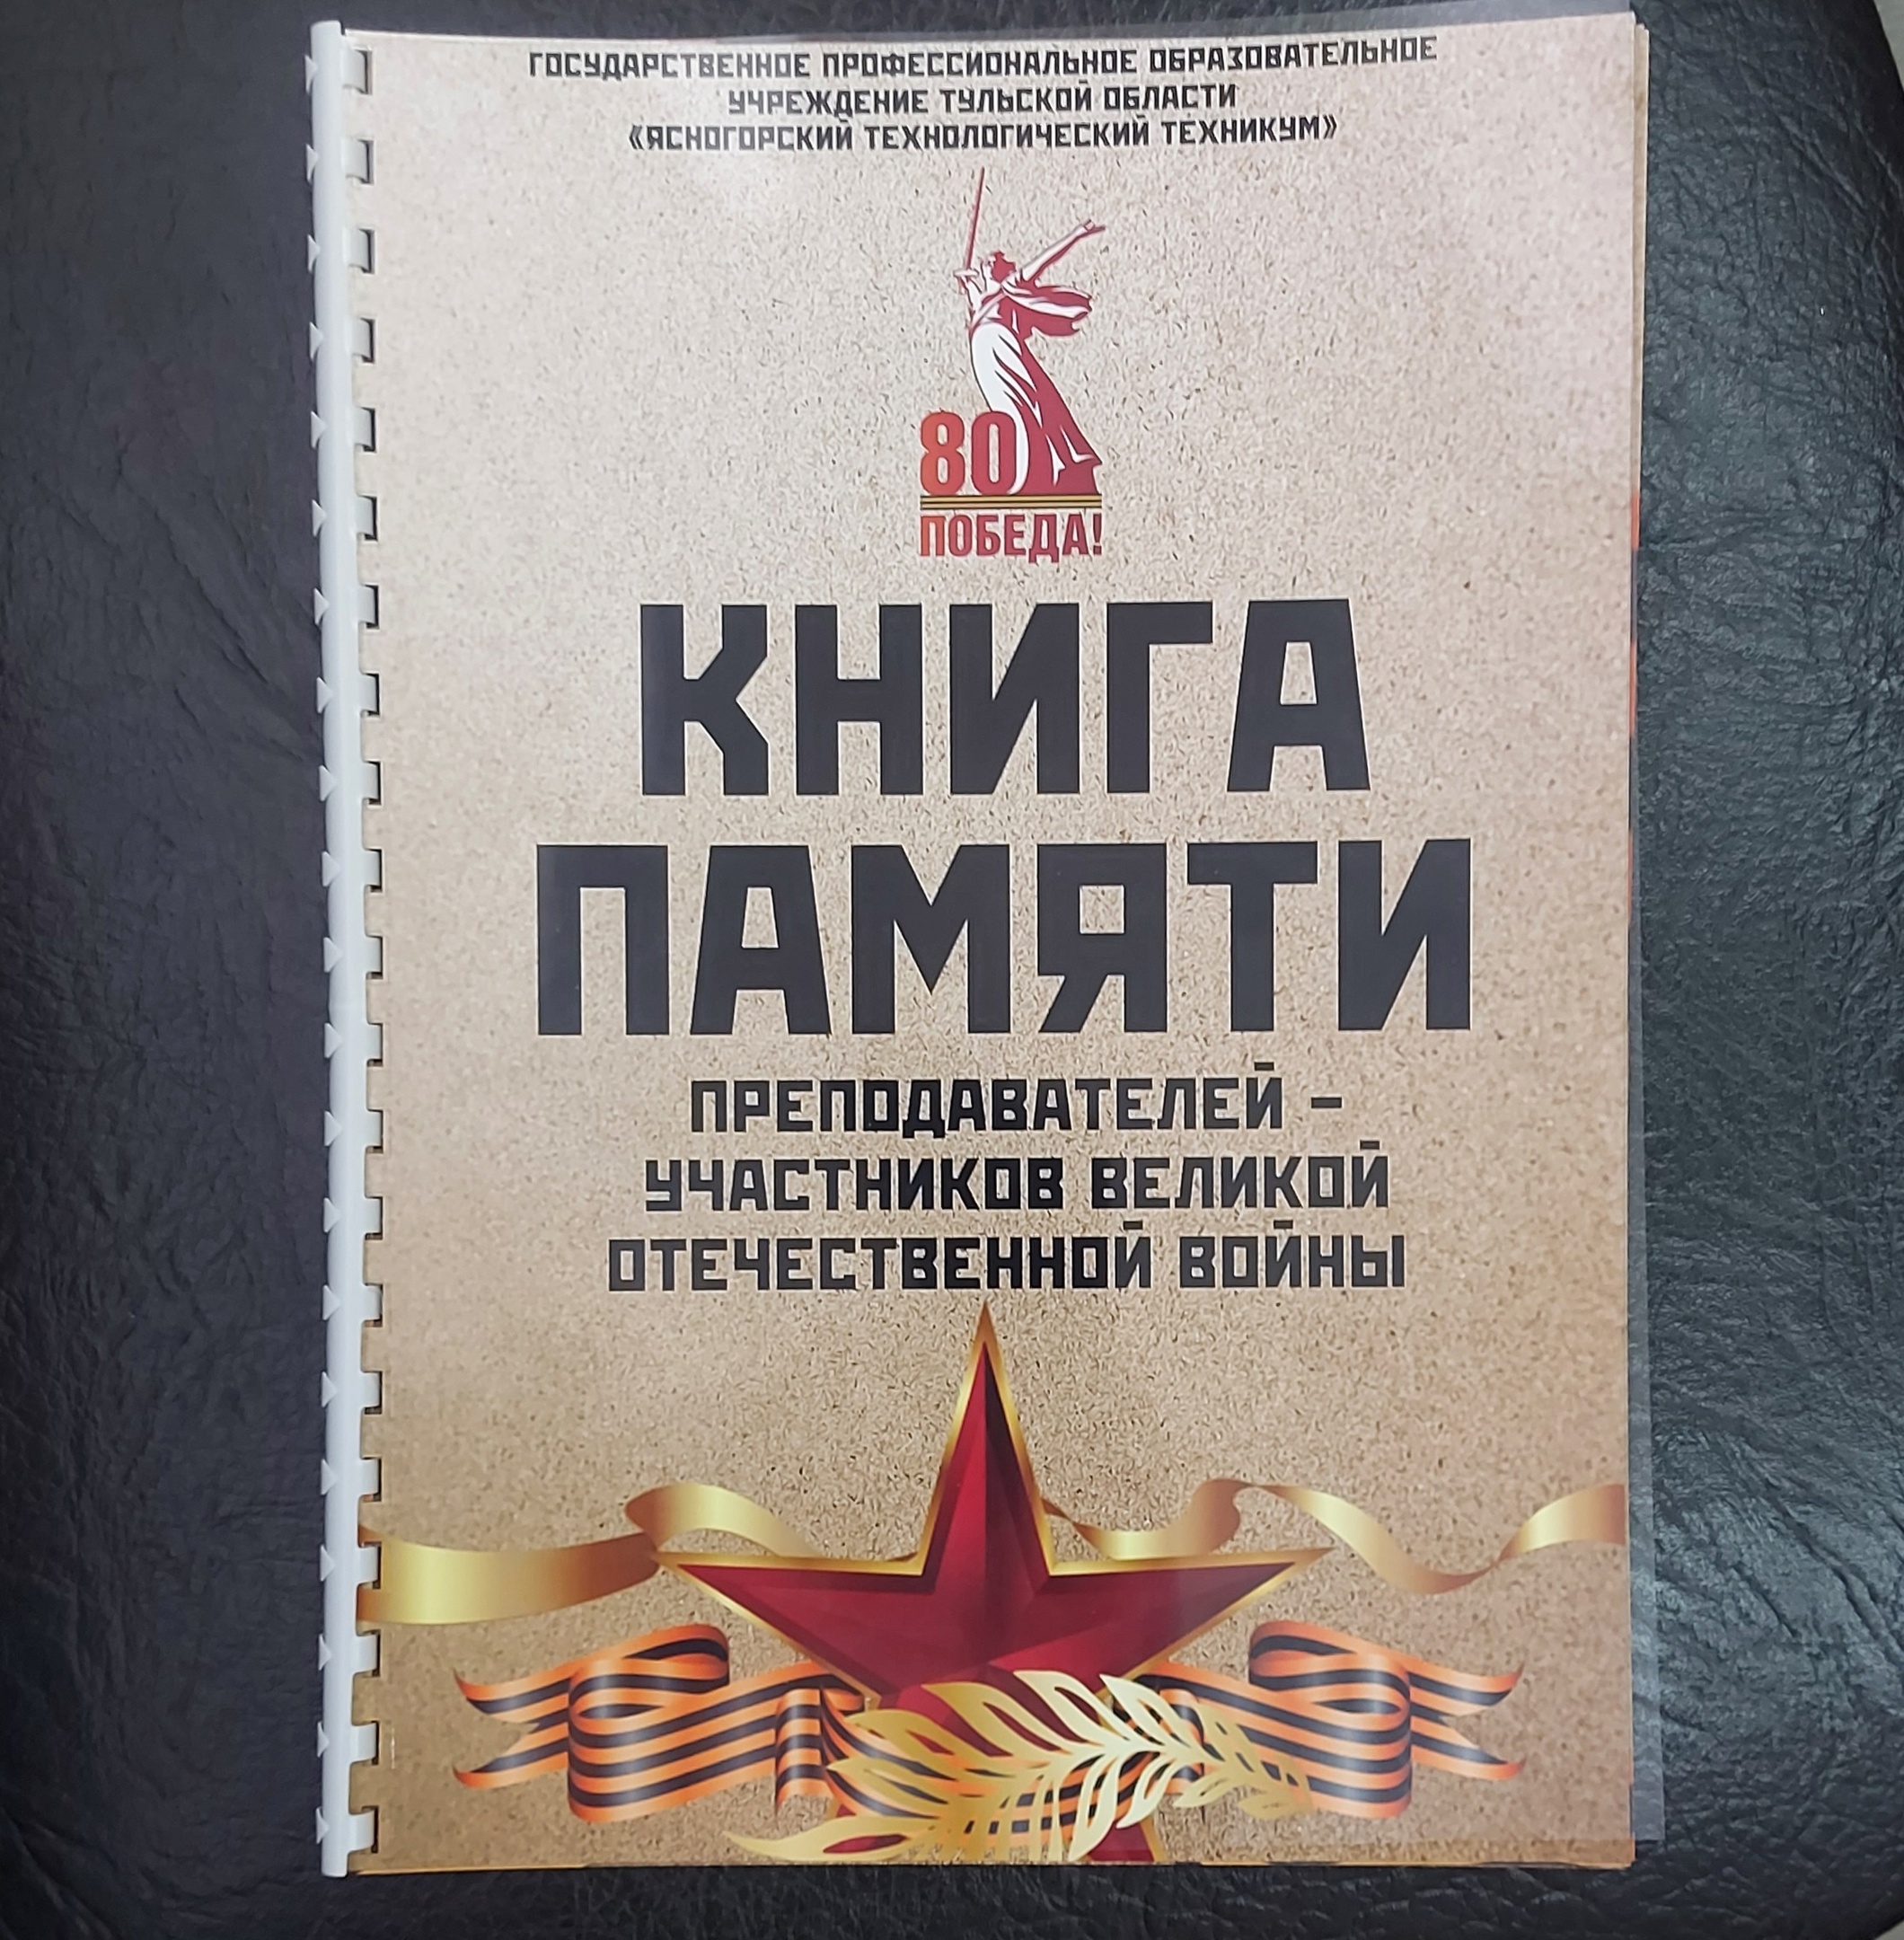 ГОСУДАРСТВЕННОЕ ПРОФЕССИОНАЛЬНОЕ ОБРАЗОВАТЕЛЬНОЕ
УЧРЕЖДЕНИЕ ТУЛЬСКОЙ ОБЛАСТИ
«ЯСНОГОРСКИЙ ТЕХНОЛОГИЧЕСКИЙ ТЕХНИКУМ»
80
ПОБЕДА!
КНИГА
ПАМЯТИ
ПРЕПОДАВАТЕЛЕЙ –
УЧАСТНИКОВ ВЕЛИКОЙ
ОТЕЧЕСТВЕННОЙ ВОЙНЫ